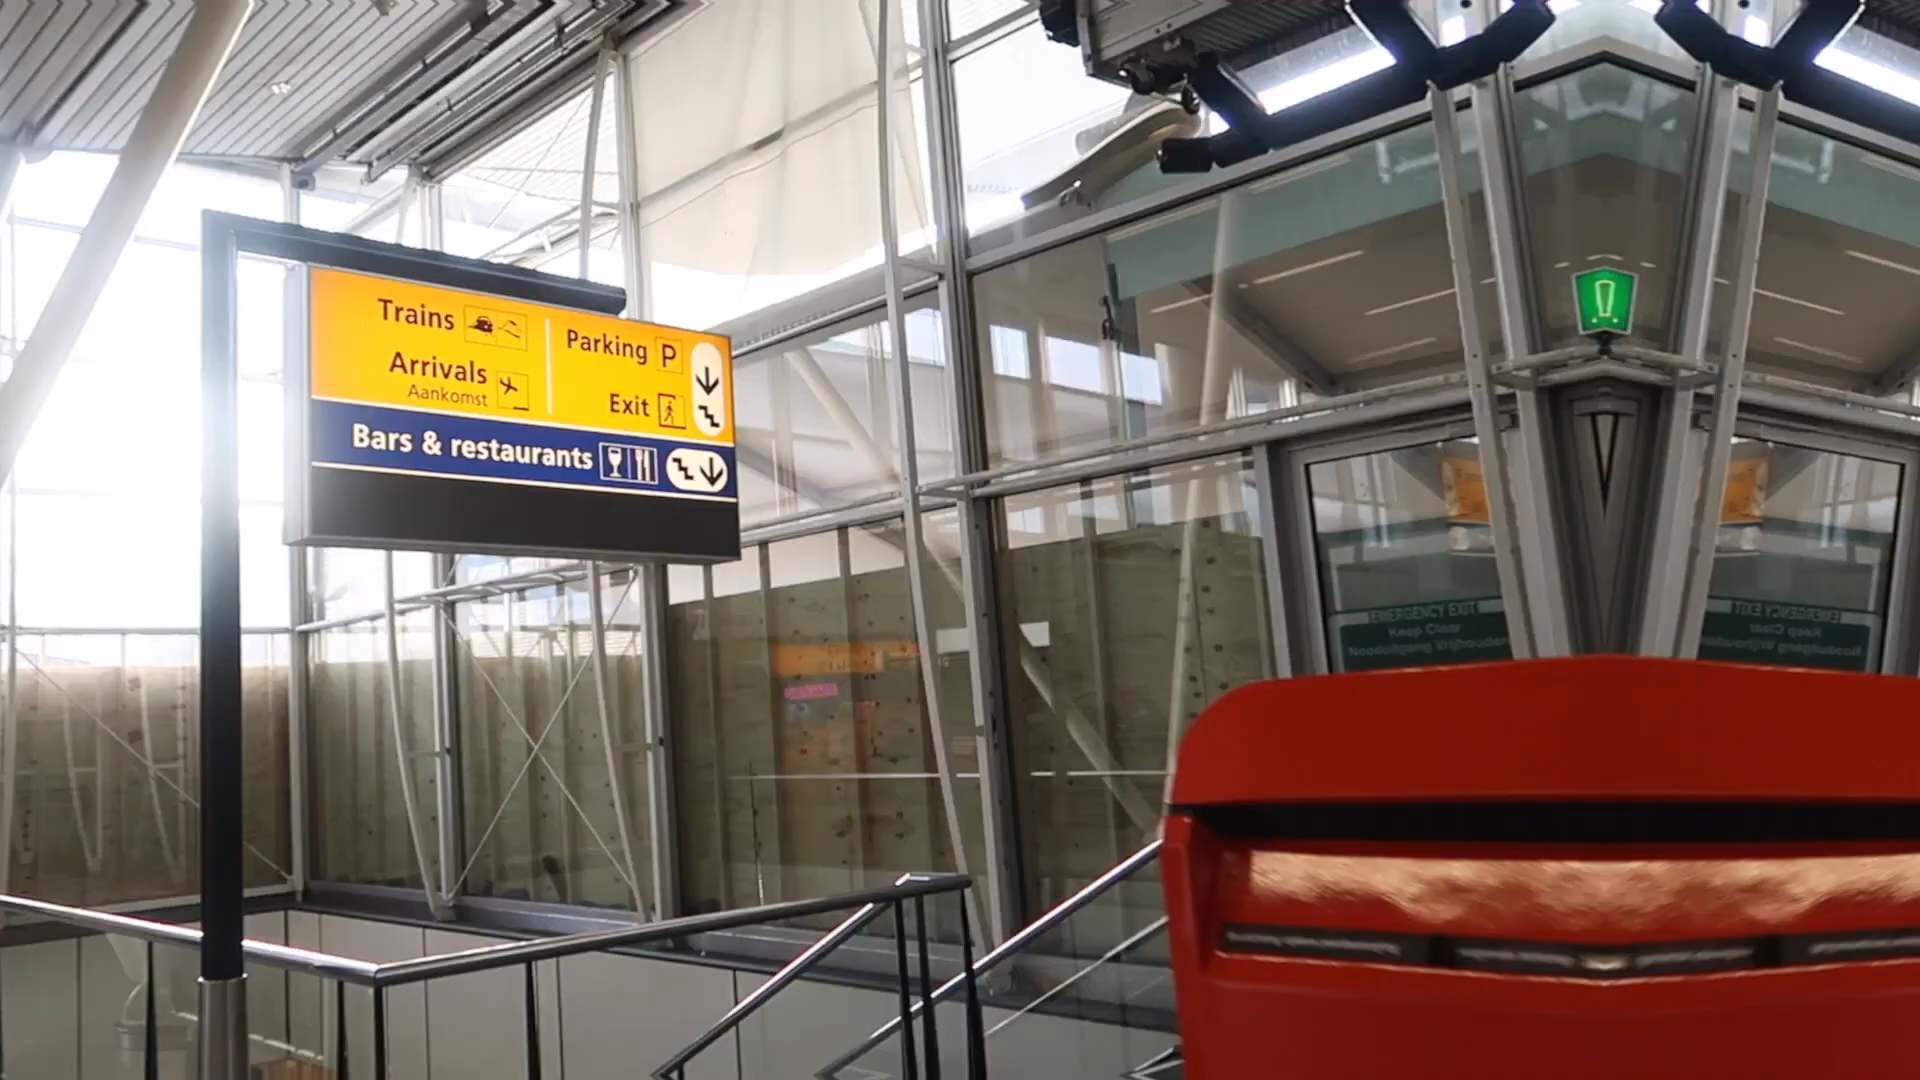 Trains
Arrivals
Aankomst
Parking P
Exit
Bars & restaurants
EMERGENCY EXIT
Keep Clear
EMERGENCY EXIT
Keep Clear